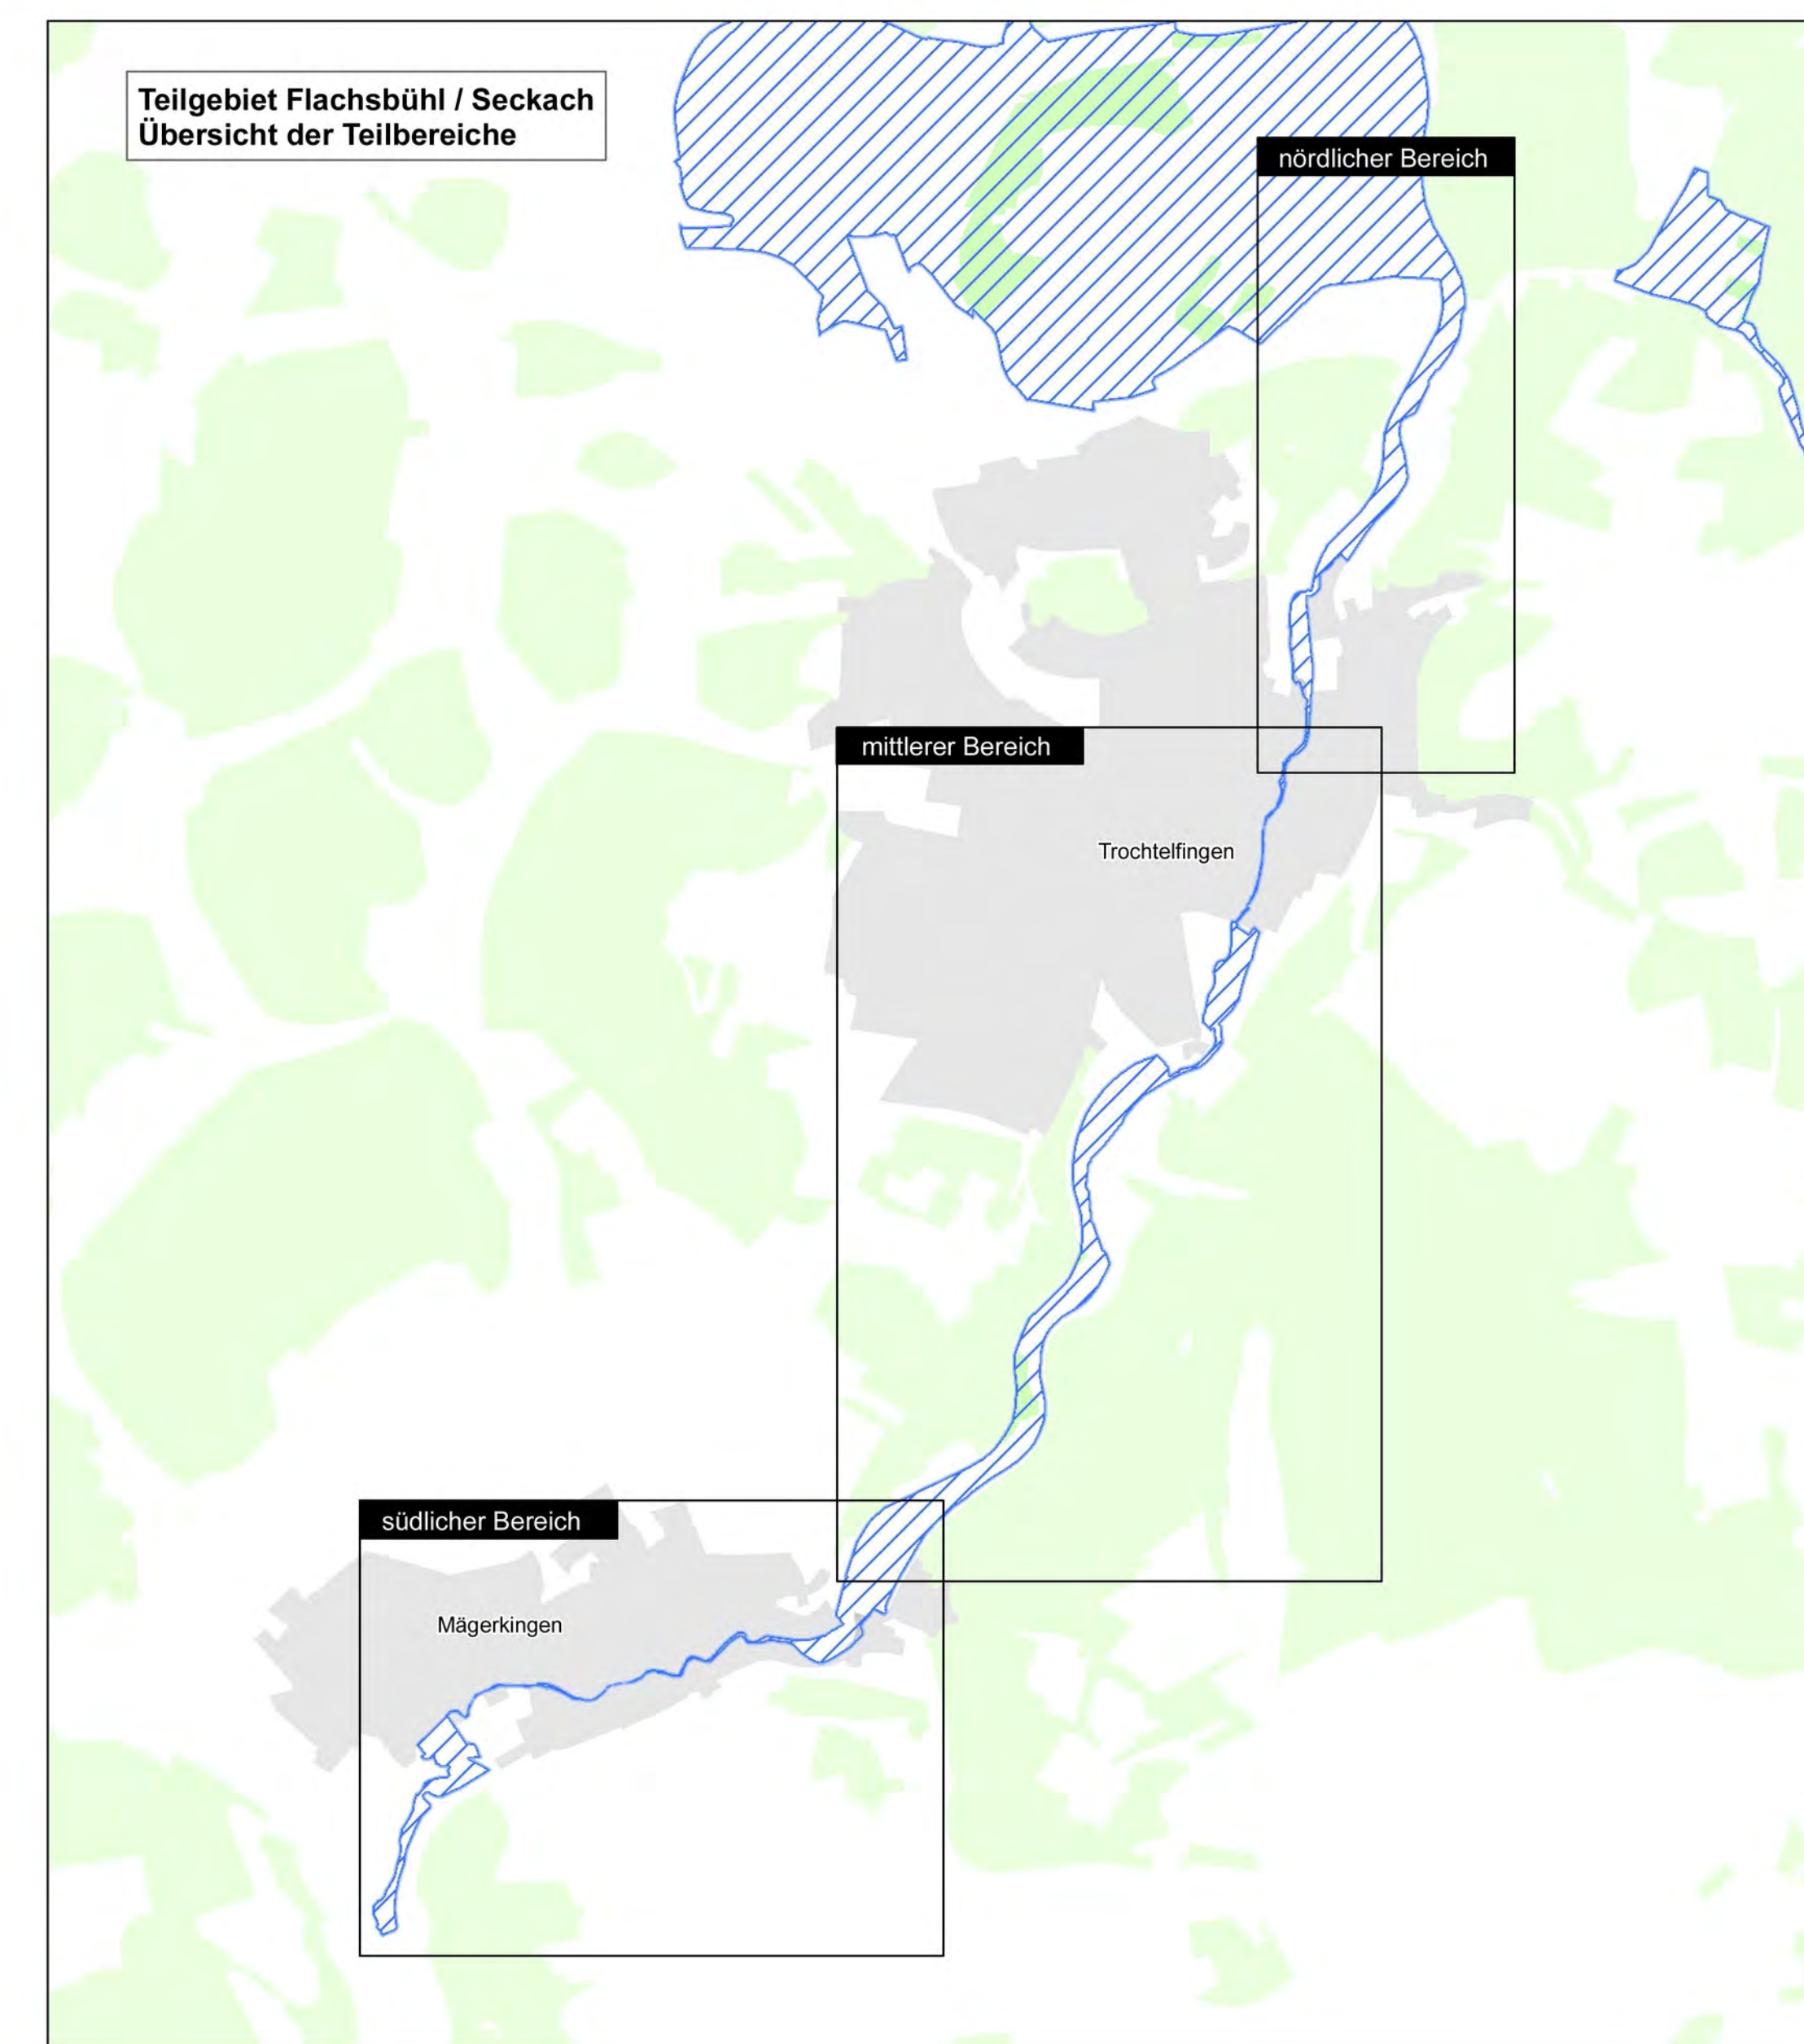 Teilgebiet Flachsbühl / Seckach
Übersicht der Teilbereiche
nördlicher Bereich
mittlerer Bereich
Trochtelfingen
südlicher Bereich
Mägerkingen